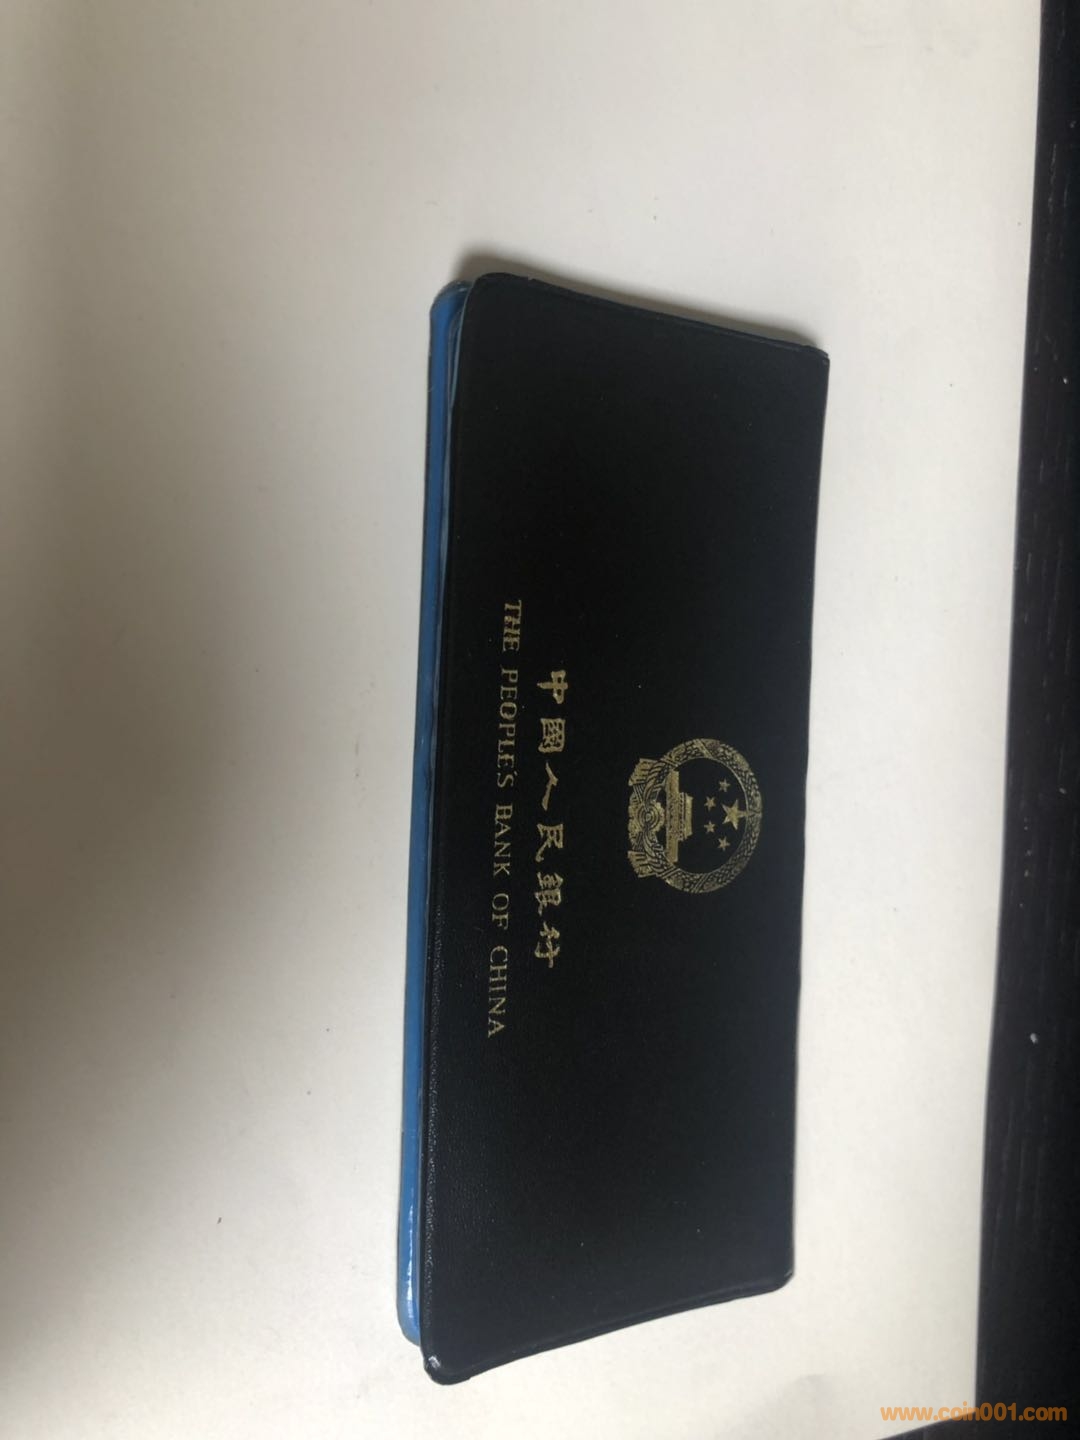 中國人民銀行
THE PEOPLE'S BANK OF CHINA
www.coin001.com